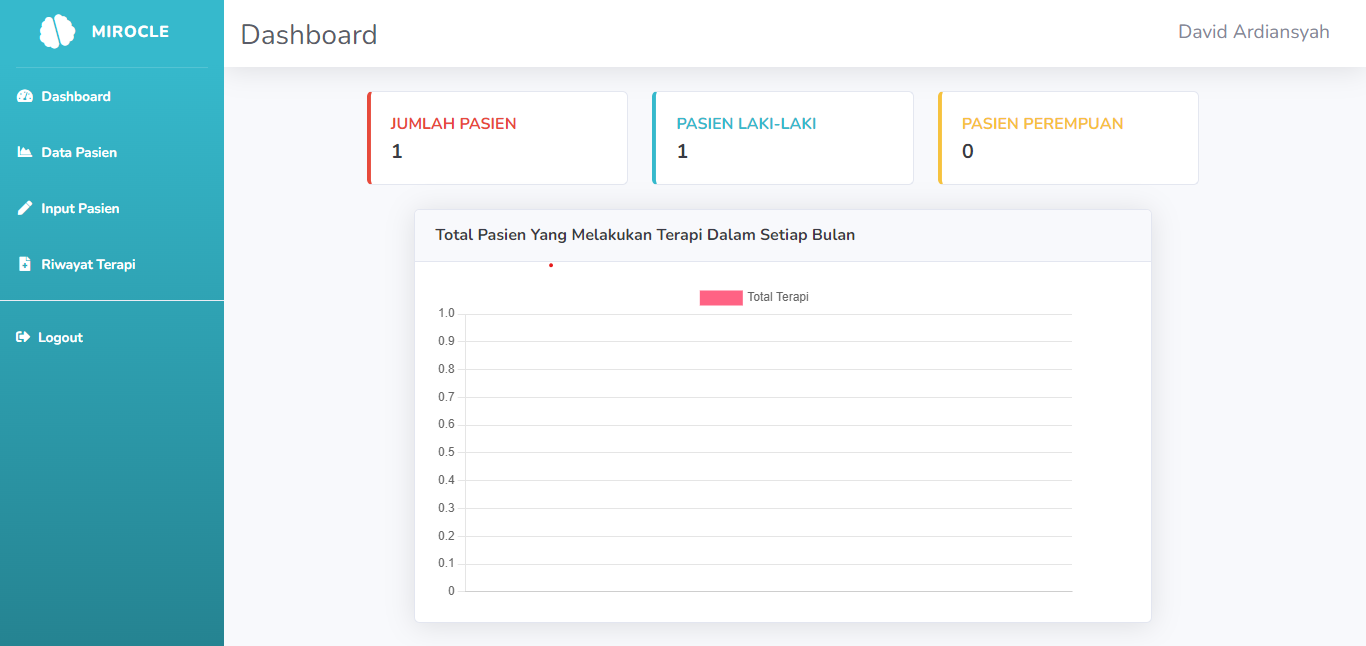 MIROCLE
Dashboard
Data Pasien
Input Pasien
Riwayat Terapi
Logout
Dashboard
David Ardiansyah
JUMLAH PASIEN
1
PASIEN LAKI-LAKI
1
PASIEN PEREMPUAN
0
Total Pasien Yang Melakukan Terapi Dalam Setiap Bulan
Total Terapi
1.0
0.9
0.8
0.7
0.6
0.5
0.4
0.3
0.2
0.1
0